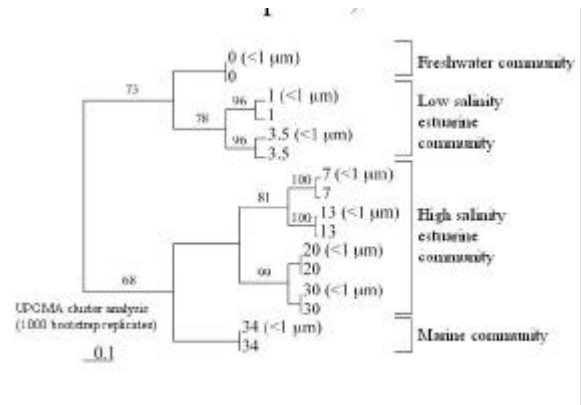 0 (<1 μm)
0
Freshwater community
73
96
1 (<1 μm)
1
Low salinity
estuarine
community
78
96
3.5 (<1 μm)
3.5
100
7 (<1 μm)
7
81
100
13 (<1 μm)
13
High salinity
estuarine
community
20 (<1 μm)
20
99
30 (<1 μm)
30
68
UPGMA cluster analysis
(1000 bootstrap replicates)
0.1
34 (<1 μm)
34
Marine community